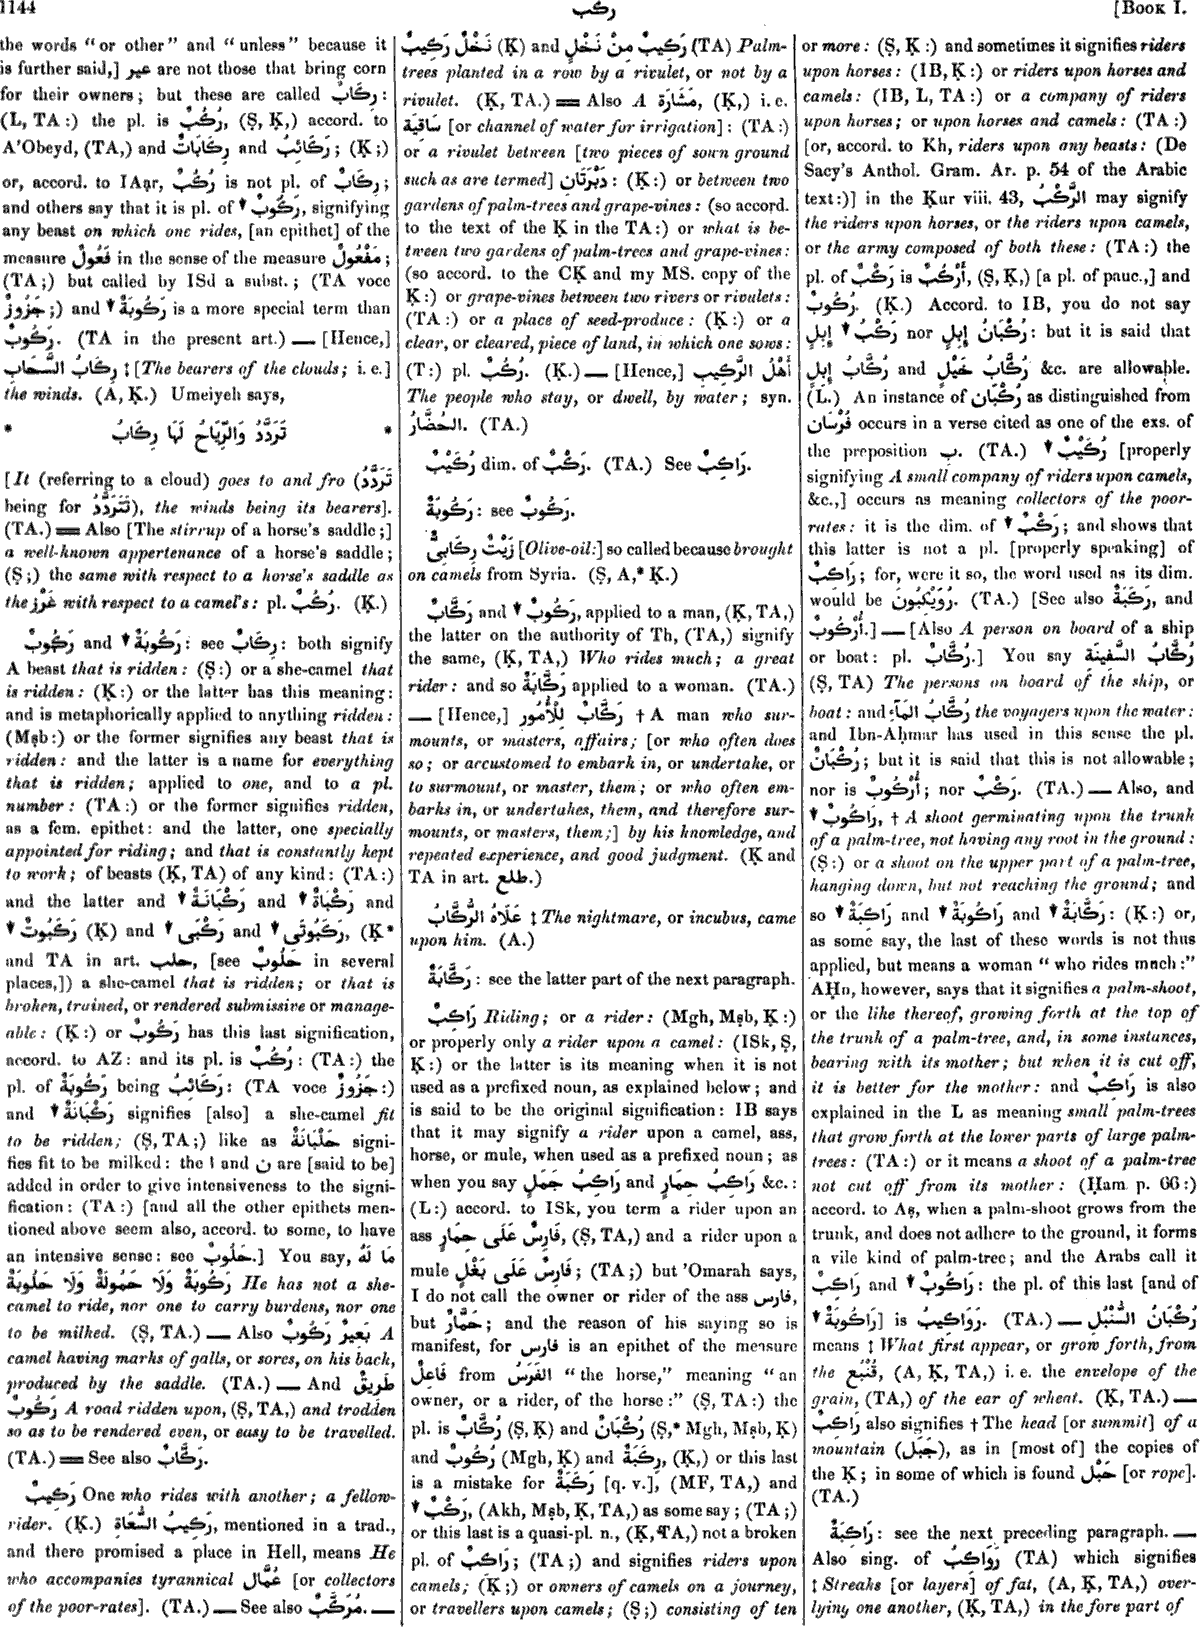 1144
ركب
[Book I.
the words “or other” and “unless” because it
is further said,] عير are not those that bring corn
for their owners; but these are called رِكَابٌ:
(L, TA:) the pl. is رُكُبٌ, (Ṣ, Ḳ,) accord. to
A'Obeyd, (TA,) and رِكَابَاتٌ and رَكَائِبُ; (Ḳ;)
or, accord. to IAạr, رُكُبٌ is not pl. of رِكَابٌ;
and others say that it is pl. of ▼ رَكُوبٌ, signifying
any beast on which one rides, [an epithet] of the
measure فَعُولٌ in the sense of the measure مَفْعُولٌ;
(TA;) but called by ISd a subst.; (TA voce
جَزُورٌ;) and ▼ رَكُوبَةٌ is a more special term than
رَكُوبٌ. (TA in the present art.) — [Hence,]
رِكَابُ السَّحَابِ ‡ [The bearers of the clouds; i. e.]
the winds. (A, Ḳ.) Umeiyeh says,
* تَرَدَّدُ وَالرِّيَاحُ لَهَا رِكَابُ *
[It (referring to a cloud) goes to and fro (تَرَدَّدُ
being for تَتَرَدَّدُ), the winds being its bearers].
(TA.) = Also [The stirrup of a horse's saddle;]
a well-known appertenance of a horse's saddle;
(Ṣ;) the same with respect to a horse's saddle as
the غَرْز with respect to a camel's: pl. رُكُبٌ. (Ḳ.)
رَكُوبٌ and ▼ رَكُوبَةٌ: see رِكَابٌ: both signify
A beast that is ridden: (Ṣ:) or a she-camel that
is ridden: (Ḳ:) or the latter has this meaning:
and is metaphorically applied to anything ridden:
(Mṣb:) or the former signifies any beast that is
ridden: and the latter is a name for everything
that is ridden; applied to one, and to a pl.
number: (TA:) or the former signifies ridden,
as a fem. epithet: and the latter, one specially
appointed for riding; and that is constantly kept
to work; of beasts (Ḳ, TA) of any kind: (TA:)
and the latter and ▼ رَكْبَانَةٌ and ▼ رَكْبَاةٌ and
▼ رَكَبُوتٌ (Ḳ) and ▼ رَكْبَى and ▼ رَكَبُوتَى, (Ḳ*
and TA in art. حلب, [see حَلُوبٌ in several
places,]) a she-camel that is ridden; or that is
broken, trained, or rendered submissive or manage-
able: (Ḳ:) or رَكُوبٌ has this last signification,
accord. to AZ: and its pl. is رُكُبٌ: (TA:) the
pl. of رَكُوبَةٌ being رَكَائِبُ: (TA voce جَزُورٌ:)
and ▼ رَكْبَانَةٌ signifies [also] a she-camel fit
to be ridden; (Ṣ, TA;) like as حَلْبَانَةٌ signi-
fies fit to be milked: the ا and ن are [said to be]
added in order to give intensiveness to the signi-
fication: (TA:) [and all the other epithets men-
tioned above seem also, accord. to some, to have
an intensive sense: see حَلُوبٌ.] You say, مَا لَهُ
رَكُوبَةٌ وَلَا حَمُولَةٌ وَلَا حَلُوبَةٌ He has not a she-
camel to ride, nor one to carry burdens, nor one
to be milked. (Ṣ, TA.) — Also بَعِيرٌ رَكُوبٌ A
camel having marks of galls, or sores, on his back,
produced by the saddle. (TA.) — And طَرِيقٌ
رَكُوبٌ A road ridden upon, (Ṣ, TA,) and trodden
so as to be rendered even, or easy to be travelled.
(TA.) = See also رَكَّابٌ.
رَكِيبٌ One who rides with another; a fellow-
rider. (Ḳ.) رَكِيبُ السُّعَاةِ, mentioned in a trad.,
and there promised a place in Hell, means He
who accompanies tyrannical عُمَّال [or collectors
of the poor-rates]. (TA.) — See also مُرَكَّبٌ. —
نَخْلٌ رَكِيبٌ (Ḳ) and رَكِيبٌ مِنْ نَخْلٍ (TA) Palm-
trees planted in a row by a rivulet, or not by a
rivulet. (Ḳ, TA.) = Also A مَشَارَة, (Ḳ,) i. e.
سَاقِيَة [or channel of water for irrigation]: (TA:)
or a rivulet between [two pieces of sown ground
such as are termed] دَبْرَتَانِ: (Ḳ:) or between two
gardens of palm-trees and grape-vines: (so accord.
to the text of the Ḳ in the TA:) or what is be-
tween two gardens of palm-trees and grape-vines:
(so accord. to the CḲ and my MS. copy of the
Ḳ:) or grape-vines between two rivers or rivulets:
(TA:) or a place of seed-produce: (Ḳ:) or a
clear, or cleared, piece of land, in which one sows:
(T:) pl. رُكُبٌ. (Ḳ.) — [Hence,] أَهْلُ الرَّكِيبِ
The people who stay, or dwell, by water; syn.
الحُضَّارُ. (TA.)
رُكَيْبٌ dim. of رَكْبٌ. (TA.) See رَاكِبٌ.
رَكُوبَةٌ: see رَكُوبٌ.
زَيْتٌ رِكَابِىٌّ [Olive-oil:] so called because brought
on camels from Syria. (Ṣ, A,* Ḳ.)
رَكَّابٌ and ▼ رَكُوبٌ, applied to a man, (Ḳ, TA,)
the latter on the authority of Th, (TA,) signify
the same, (Ḳ, TA,) Who rides much; a great
rider: and so رَكَّابَةٌ applied to a woman. (TA.)
— [Hence,] رَكَّابٌ لِلْأُمُورِ † A man who sur-
mounts, or masters, affairs; [or who often does
so; or accustomed to embark in, or undertake, or
to surmount, or master, them; or who often em-
barks in, or undertakes, them, and therefore sur-
mounts, or masters, them;] by his knowledge, and
repeated experience, and good judgment. (Ḳ and
TA in art. طلع.)
عَلَاهُ الرُّكَّابُ ‡ The nightmare, or incubus, came
upon him. (A.)
رَكَّابَةٌ: see the latter part of the next paragraph.
رَاكِبٌ Riding; or a rider: (Mgh, Mṣb, Ḳ:)
or properly only a rider upon a camel: (ISk, Ṣ,
Ḳ:) or the latter is its meaning when it is not
used as a prefixed noun, as explained below; and
is said to be the original signification: IB says
that it may signify a rider upon a camel, ass,
horse, or mule, when used as a prefixed noun; as
when you say رَاكِبُ جَمَلٍ and رَاكِبُ حِمَارٍ &c.:
(L:) accord. to ISk, you term a rider upon an
ass فَارِسٌ عَلَى حِمَارٍ, (Ṣ, TA,) and a rider upon a
mule فَارِسٌ عَلَى بَغْلٍ; (TA;) but 'Omarah says,
I do not call the owner or rider of the ass فارس,
but حَمَّارٌ; and the reason of his saying so is
manifest, for فارس is an epithet of the measure
فَاعِلٌ from الفَرَسُ “the horse,” meaning “an
owner, or a rider, of the horse:” (Ṣ, TA:) the
pl. is رُكَّابٌ (Ṣ, Ḳ) and رُكْبَانٌ (Ṣ,* Mgh, Mṣb, Ḳ)
and رُكُوبٌ (Mgh, Ḳ) and رِكَبَةٌ, (Ḳ,) or this last
is a mistake for رَكَبَةٌ [q. v.], (MF, TA,) and
▼ رَكْبٌ, (Akh, Mṣb, Ḳ, TA,) as some say; (TA;)
or this last is a quasi-pl. n., (Ḳ, TA,) not a broken
pl. of رَاكِبٌ; (TA;) and signifies riders upon
camels; (Ḳ;) or owners of camels on a journey,
or travellers upon camels; (Ṣ;) consisting of ten
or more: (Ṣ, Ḳ:) and sometimes it signifies riders
upon horses: (IB, Ḳ:) or riders upon horses and
camels: (IB, L, TA:) or a company of riders
upon horses; or upon horses and camels: (TA:)
[or, accord. to Kh, riders upon any beasts: (De
Sacy's Anthol. Gram. Ar. p. 54 of the Arabic
text:)] in the Ḳur viii. 43, الرَّكْبُ may signify
the riders upon horses, or the riders upon camels,
or the army composed of both these: (TA:) the
pl. of رَكْبٌ is أَرْكُبٌ, (Ṣ, Ḳ,) [a pl. of pauc.,] and
رُكُوبٌ. (Ḳ.) Accord. to IB, you do not say
رَكْبُ ▼ إِبِلٍ nor رُكْبَانُ إِبِلٍ: but it is said that
رُكَّابُ إِبِلٍ and رُكَّابُ خَيْلٍ &c. are allowable.
(L.) An instance of رُكْبَان as distinguished from
فُرْسَان occurs in a verse cited as one of the exs. of
the preposition ب. (TA.) ▼ رُكَيْبٌ [properly
signifying A small company of riders upon camels,
&c.,] occurs as meaning collectors of the poor-
rates: it is the dim. of ▼ رَكْبٌ; and shows that
this latter is not a pl. [properly speaking] of
رَاكِبٌ; for, were it so, the word used as its dim.
would be رُوَيْكِبُونَ. (TA.) [See also رَكَبَةٌ, and
أُرْكُوبٌ.] — [Also A person on board of a ship
or boat: pl. رُكَّابٌ.] You say رُكَّابُ السَّفِينَةِ
(Ṣ, TA) The persons on board of the ship, or
boat: and رُكَّابُ المَآءِ the voyagers upon the water:
and Ibn-Aḥmar has used in this sense the pl.
رُكْبَانٌ; but it is said that this is not allowable;
nor is أُرْكُوبٌ; nor رَكْبٌ. (TA.) — Also, and
▼ رَاكُوبٌ, † A shoot germinating upon the trunk
of a palm-tree, not having any root in the ground:
(Ṣ:) or a shoot on the upper part of a palm-tree,
hanging down, but not reaching the ground; and
so ▼ رَاكِبَةٌ and ▼ رَاكُوبَةٌ and ▼ رَكَّابَةٌ: (Ḳ:) or,
as some say, the last of these words is not thus
applied, but means a woman “who rides much:”
AḤn, however, says that it signifies a palm-shoot,
or the like thereof, growing forth at the top of
the trunk of a palm-tree, and, in some instances,
bearing with its mother; but when it is cut off,
it is better for the mother: and رَاكِبٌ is also
explained in the L as meaning small palm-trees
that grow forth at the lower parts of large palm-
trees: (TA:) or it means a shoot of a palm-tree
not cut off from its mother: (Ḥam p. 66:)
accord. to Aṣ, when a palm-shoot grows from the
trunk, and does not adhere to the ground, it forms
a vile kind of palm-tree; and the Arabs call it
رَاكِبٌ and ▼ رَاكُوبٌ: the pl. of this last [and of
▼ رَاكُوبَةٌ] is رَوَاكِيبُ. (TA.) — رُكْبَانُ السُّنْبُلِ
means ‡ What first appear, or grow forth, from
the قُنْبُع, (A, Ḳ, TA,) i. e. the envelope of the
grain, (TA,) of the ear of wheat. (Ḳ, TA.) —
رَاكِبٌ also signifies † The head [or summit] of a
mountain (جَبَل), as in [most of] the copies of
the Ḳ; in some of which is found حَبْل [or rope].
(TA.)
رَاكِبَةٌ: see the next preceding paragraph. —
Also sing. of رَوَاكِبُ (TA) which signifies
‡ Streaks [or layers] of fat, (A, Ḳ, TA,) over-
lying one another, (Ḳ, TA,) in the fore part of